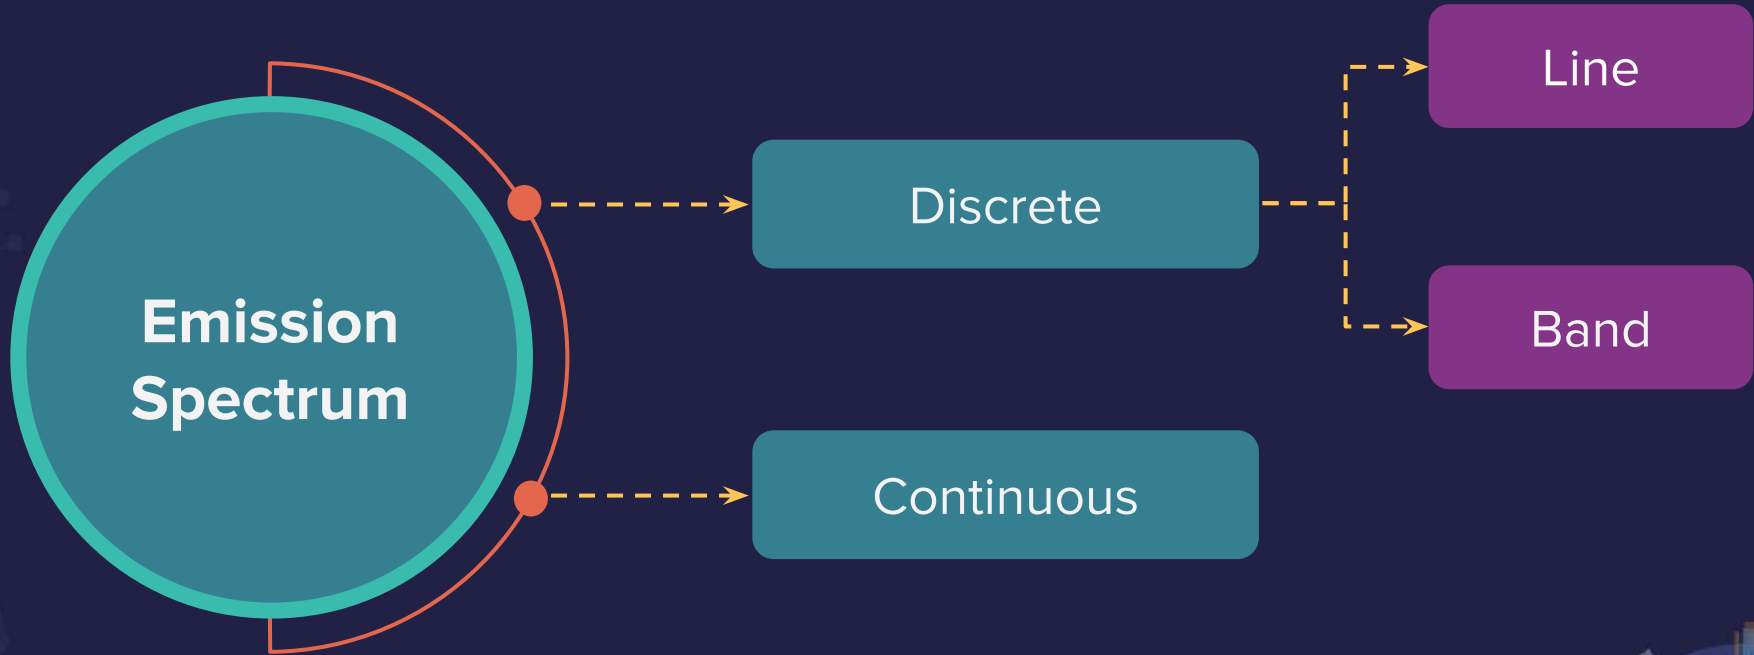 Emission
Spectrum
Discrete
Continuous
Line
Band